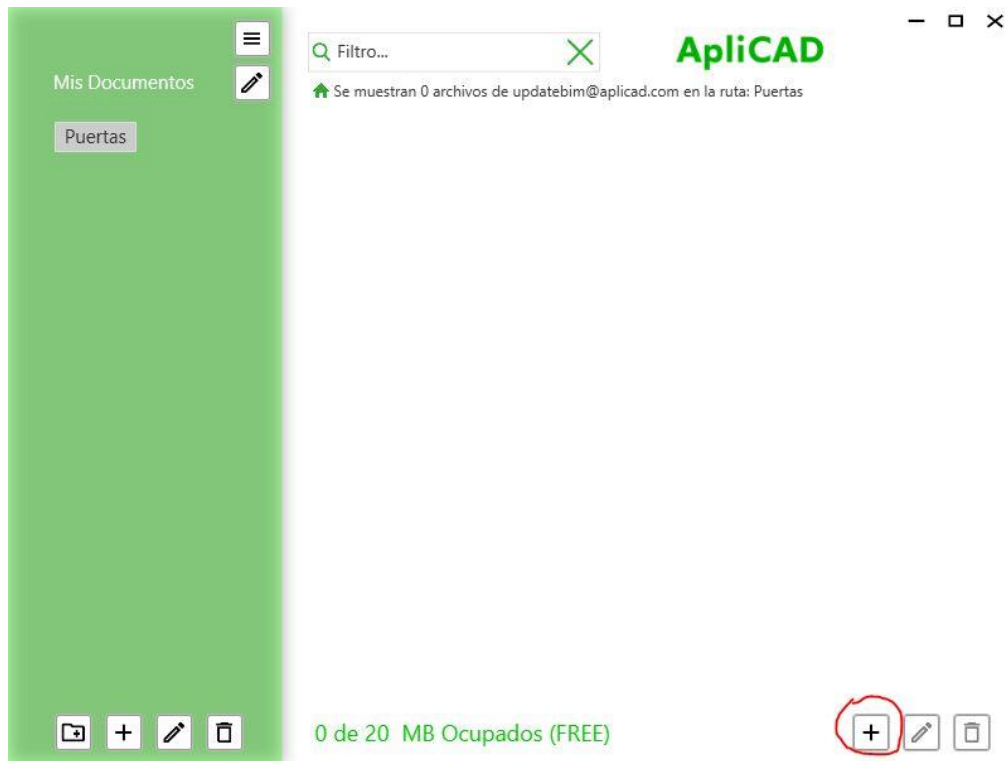 Filtro...
ApliCAD
Mis Documentos
Se muestran 0 archivos de updatebim@aplicad.com en la ruta: Puertas
Puertas
0 de 20 MB Ocupados (FREE)